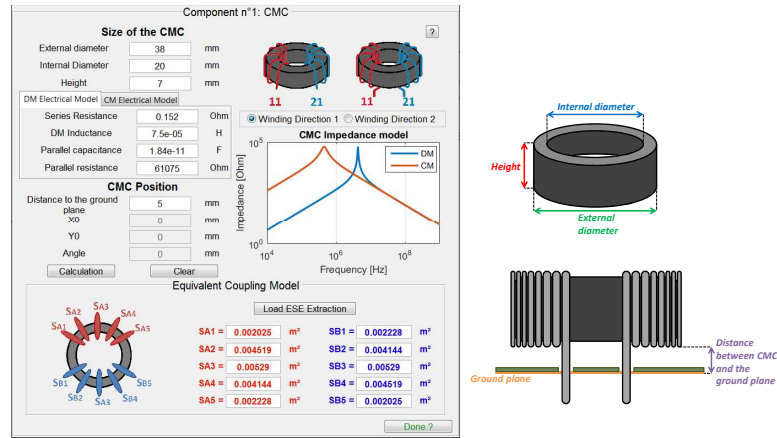 Component n°1: CMC
Size of the CMC
?
External diameter 38 mm
Internal Diameter 20 mm
Height 7 mm
DM Electrical Model CM Electrical Model
Series Resistance 0.152 Ohm
DM Inductance 7.5e-05 H
Parallel capacitance 1.84e-11 F
Parallel resistance 61075 Ohm
CMC Position
Distance to the ground 5 mm
plane
X0 0 mm
Y0 0 mm
Angle 0 mm
Calculation Clear
11 21 11 21
Winding Direction 1 Winding Direction 2
CMC Impedance model
Impedance [Ohm]
10^5
10^0
DM
CM
10^4 10^6 10^8
Frequency [Hz]
Equivalent Coupling Model
Load ESE Extraction
SA1 SA2 SA3 SA4 SA5
SB1 SB2 SA3 SB4 SB5
SA1 = 0.002025 m² SB1 = 0.002228 m²
SA2 = 0.004519 m² SB2 = 0.004144 m²
SA3 = 0.00529 m² SB3 = 0.00529 m²
SA4 = 0.004144 m² SB4 = 0.004519 m²
SA5 = 0.002228 m² SB5 = 0.002025 m²
Done ?
Internal diameter
Height
External
diameter
Distance
between CMC
and the
ground plane
Ground plane